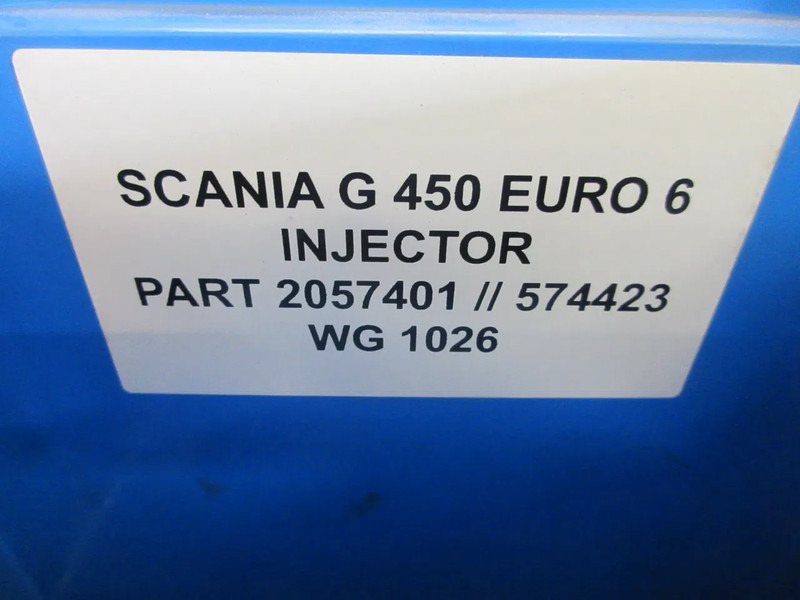 SCANIA G 450 EURO 6
INJECTOR
PART 2057401 // 574423
WG 1026